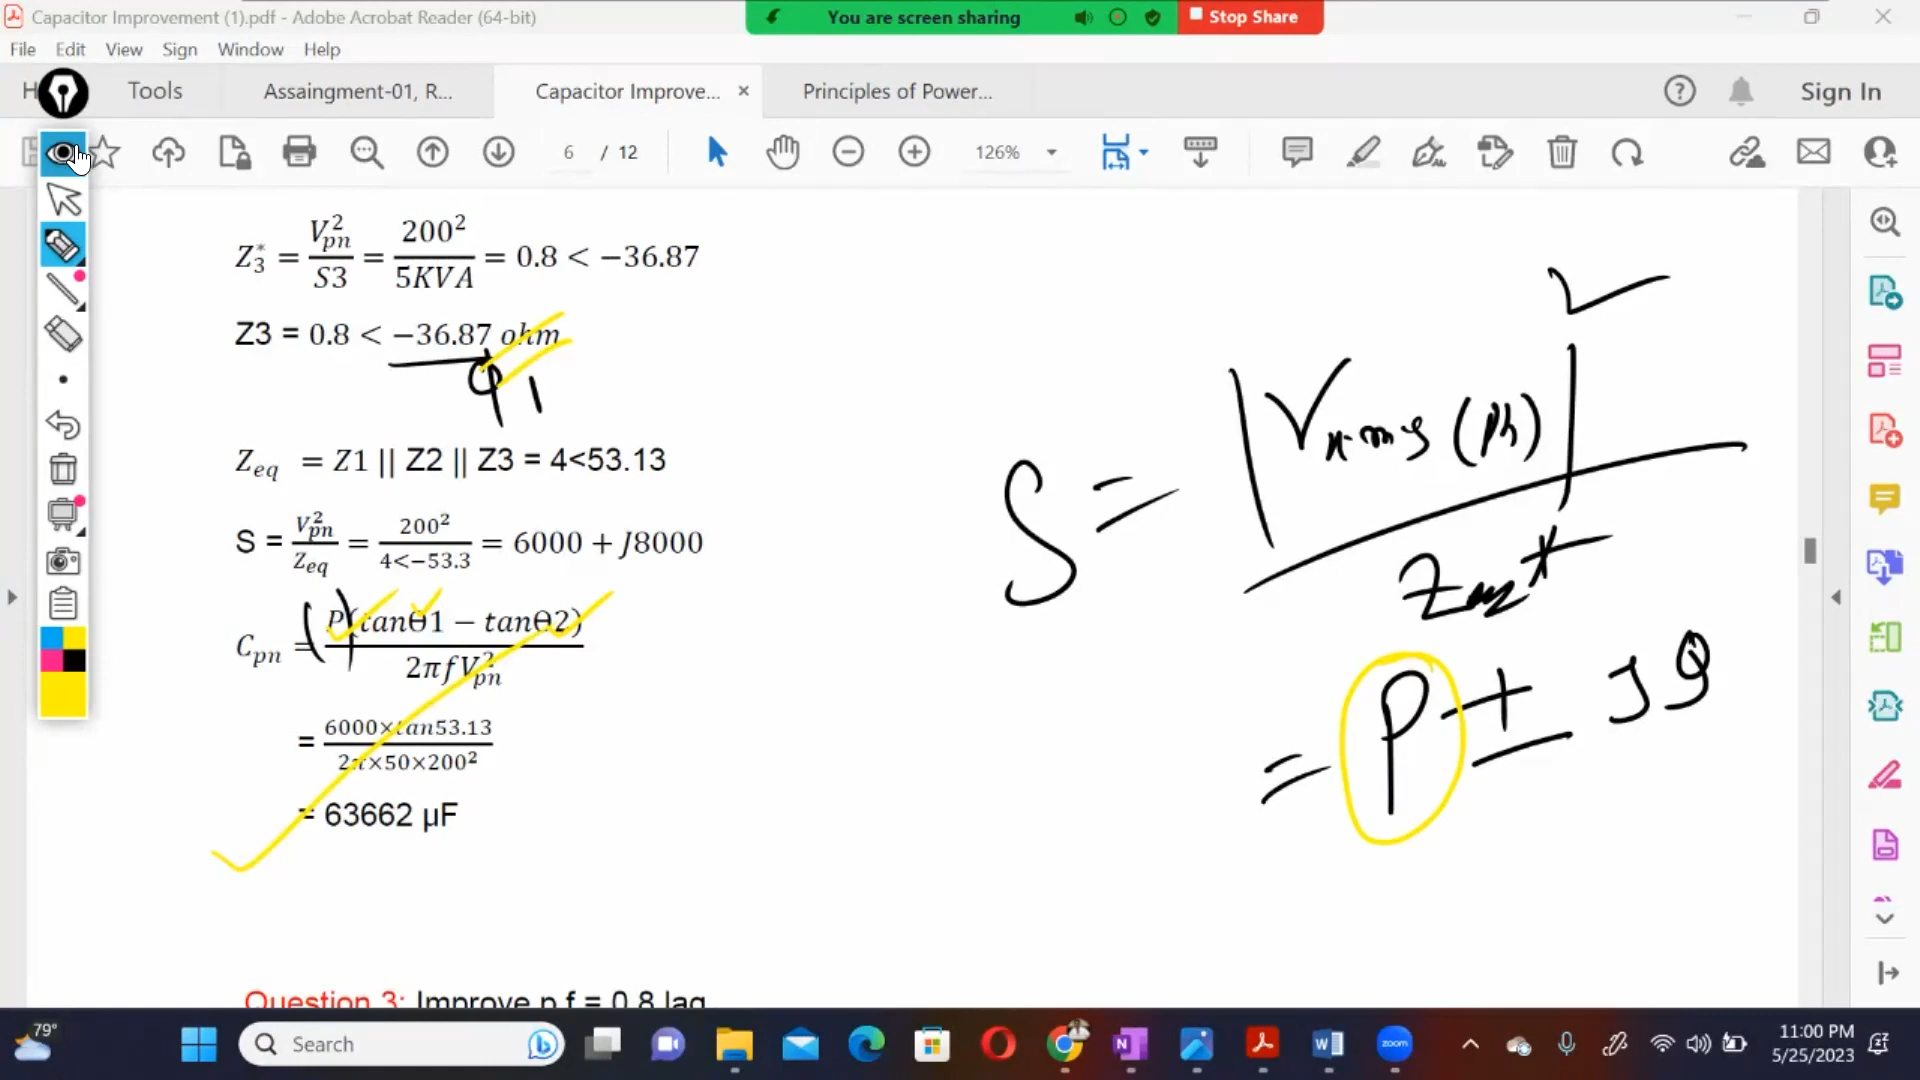 Capacitor Improvement (1).pdf - Adobe Acrobat Reader (64-bit)
You are screen sharing
Stop Share
File Edit View Sign Window Help
Tools
Assaingment-01, R...
Capacitor Improve... ×
Principles of Power...
Sign In
6 / 12
126%
Z₃* = V²pn / S3 = 200² / 5KVA = 0.8 < −36.87
Z3 = 0.8 < −36.87 ohm
Zeq = Z1 || Z2 || Z3 = 4<53.13
S = V²pn / Zeq = 200² / 4<−53.3 = 6000 + J8000
Cpn = P(tanθ1 − tanθ2) / 2πfV²pn
= 6000×tan53.13 / 2π×50×200²
= 63662 µF
S = |Vrms(Ph)| / Zeq*
= P + JQ
Question 3: Improve p.f = 0.8 lag
79°
Search
zoom
11:00 PM
5/25/2023